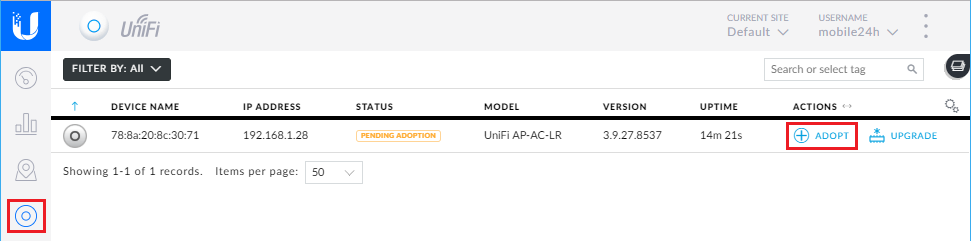 U UniFi CURRENT SITE USERNAME
Default mobile24h
FILTER BY: All Search or select tag
DEVICE NAME IP ADDRESS STATUS MODEL VERSION UPTIME ACTIONS
78:8a:20:8c:30:71 192.168.1.28 PENDING ADOPTION UniFi AP-AC-LR 3.9.27.8537 14m 21s ADOPT UPGRADE
Showing 1-1 of 1 records. Items per page: 50